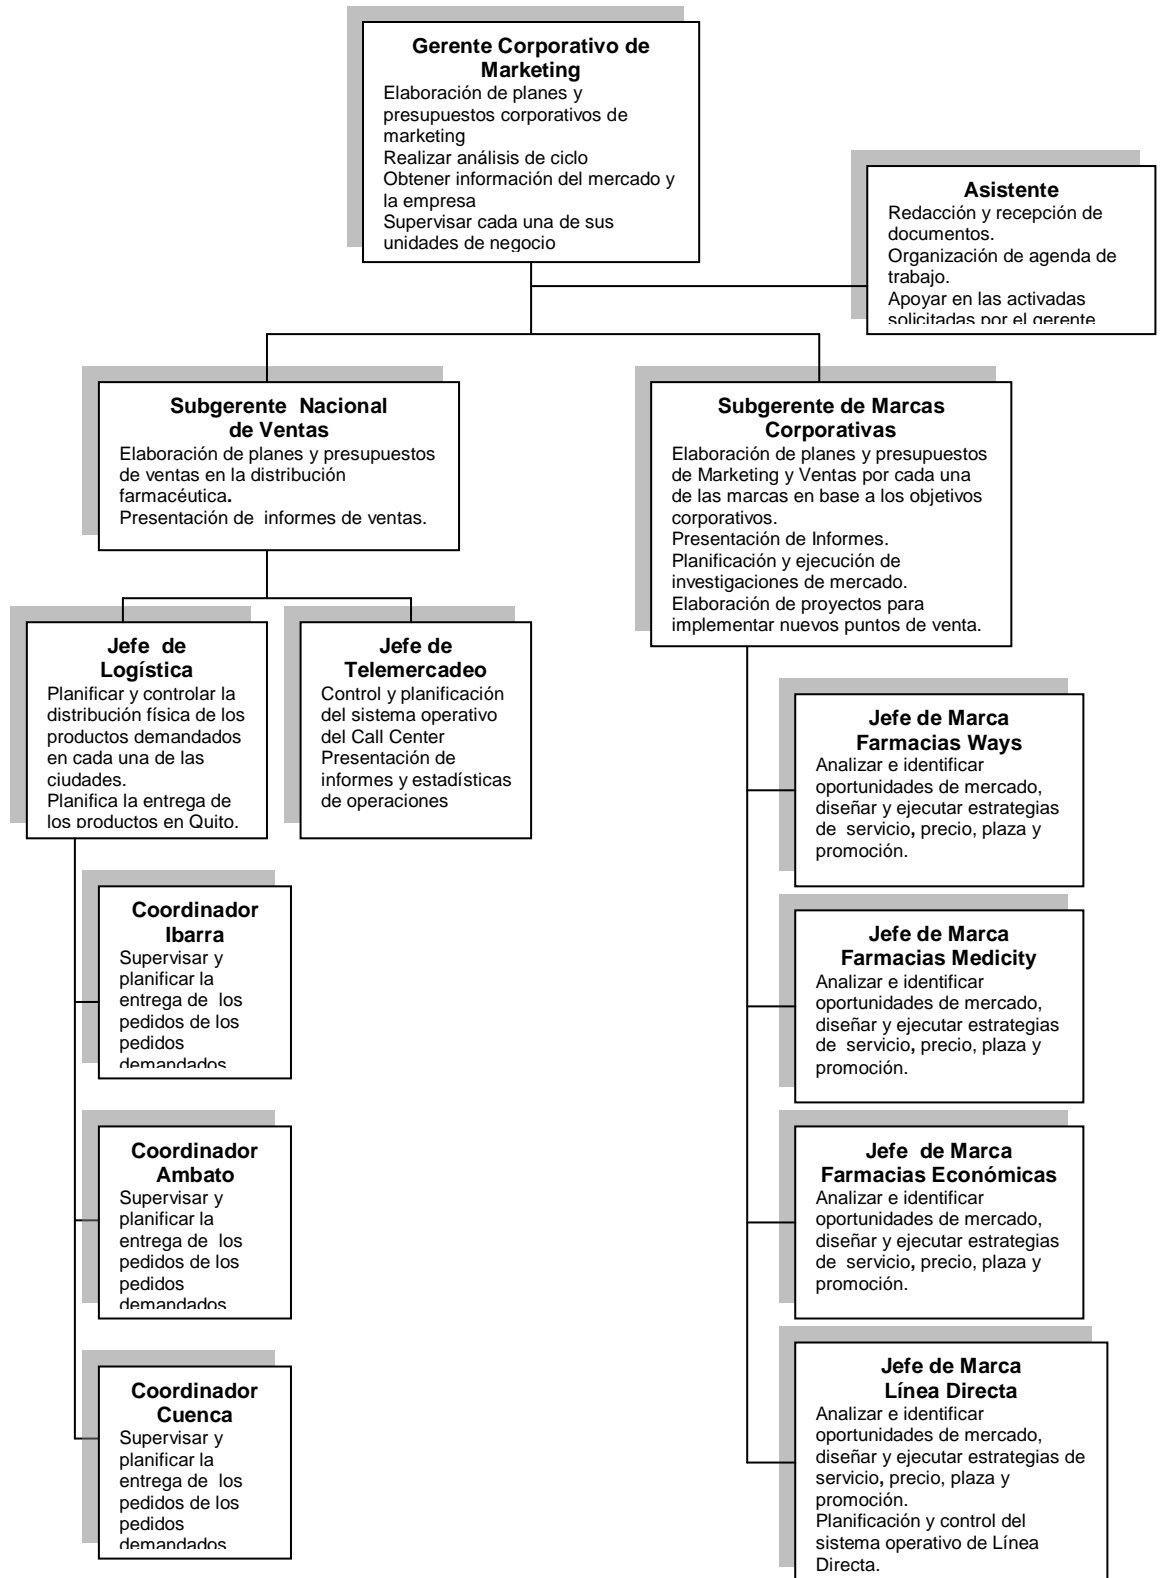 Gerente Corporativo de
Marketing
Elaboración de planes y
presupuestos corporativos de
marketing
Realizar análisis de ciclo
Obtener información del mercado y
la empresa
Supervisar cada una de sus
unidades de negocio
Asistente
Redacción y recepción de
documentos.
Organización de agenda de
trabajo.
Apoyar en las activadas
solicitadas por el gerente
Subgerente Nacional
de Ventas
Elaboración de planes y presupuestos
de ventas en la distribución
farmacéutica.
Presentación de informes de ventas.
Subgerente de Marcas
Corporativas
Elaboración de planes y presupuestos
de Marketing y Ventas por cada una
de las marcas en base a los objetivos
corporativos.
Presentación de Informes.
Planificación y ejecución de
investigaciones de mercado.
Elaboración de proyectos para
implementar nuevos puntos de venta.
Jefe de
Logística
Planificar y controlar la
distribución física de los
productos demandados
en cada una de las
ciudades.
Planifica la entrega de
los productos en Quito.
Jefe de
Telemercadeo
Control y planificación
del sistema operativo
del Call Center
Presentación de
informes y estadísticas
de operaciones
Jefe de Marca
Farmacias Ways
Analizar e identificar
oportunidades de mercado,
diseñar y ejecutar estrategias
de servicio, precio, plaza y
promoción.
Coordinador
Ibarra
Supervisar y
planificar la
entrega de los
pedidos de los
pedidos
demandados
Jefe de Marca
Farmacias Medicity
Analizar e identificar
oportunidades de mercado,
diseñar y ejecutar estrategias
de servicio, precio, plaza y
promoción.
Coordinador
Ambato
Supervisar y
planificar la
entrega de los
pedidos de los
pedidos
demandados
Jefe de Marca
Farmacias Económicas
Analizar e identificar
oportunidades de mercado,
diseñar y ejecutar estrategias
de servicio, precio, plaza y
promoción.
Coordinador
Cuenca
Supervisar y
planificar la
entrega de los
pedidos de los
pedidos
demandados
Jefe de Marca
Línea Directa
Analizar e identificar
oportunidades de mercado,
diseñar y ejecutar estrategias de
servicio, precio, plaza y
promoción.
Planificación y control del
sistema operativo de Línea
Directa.